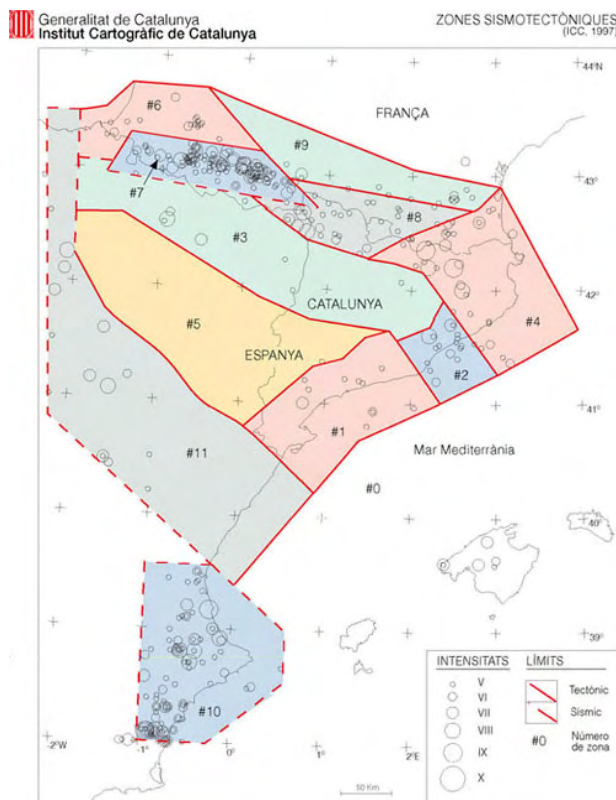 Generalitat de Catalunya
Institut Cartogràfic de Catalunya
ZONES SISMOTECTÒNIQUES
(ICC, 1997)
44°N
#6
FRANÇA
#9
43°
#7
#8
#3
42°
CATALUNYA
#5
#4
ESPANYA
#2
41°
#1
Mar Mediterrània
#11
#0
40°
39°
INTENSITATS
LÍMITS
V
Tectònic
VI
VII
Sísmic
VIII
#0
Número
de zona
IX
X
#10
-2°W
-1°
0°
1°
2°E
50 Km